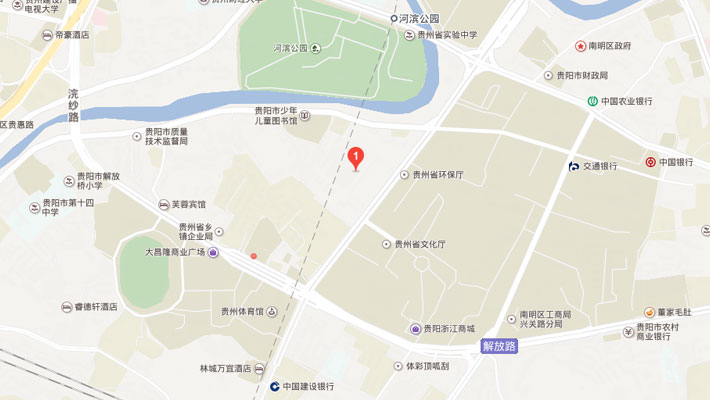 贵州建设广播
电视大学
帝豪酒店
河滨公园
贵州省实验中学
河滨公园
南明区政府
贵阳市财政局
浣纱路
区贵惠路
贵阳市少年
儿童图书馆
中国农业银行
贵阳市质量
技术监督局
1
贵州省环保厅
交通银行
中国银行
贵阳市解放
桥小学
贵阳市第十四
中学
芙蓉宾馆
贵州省乡
镇企业局
大昌隆商业广场
贵州省文化厅
睿德轩酒店
贵州体育馆
贵阳浙江商城
南明区工商局
兴关路分局
董家毛肚
贵阳市农村
商业银行
解放路
林城万宜酒店
体彩顶呱刮
中国建设银行